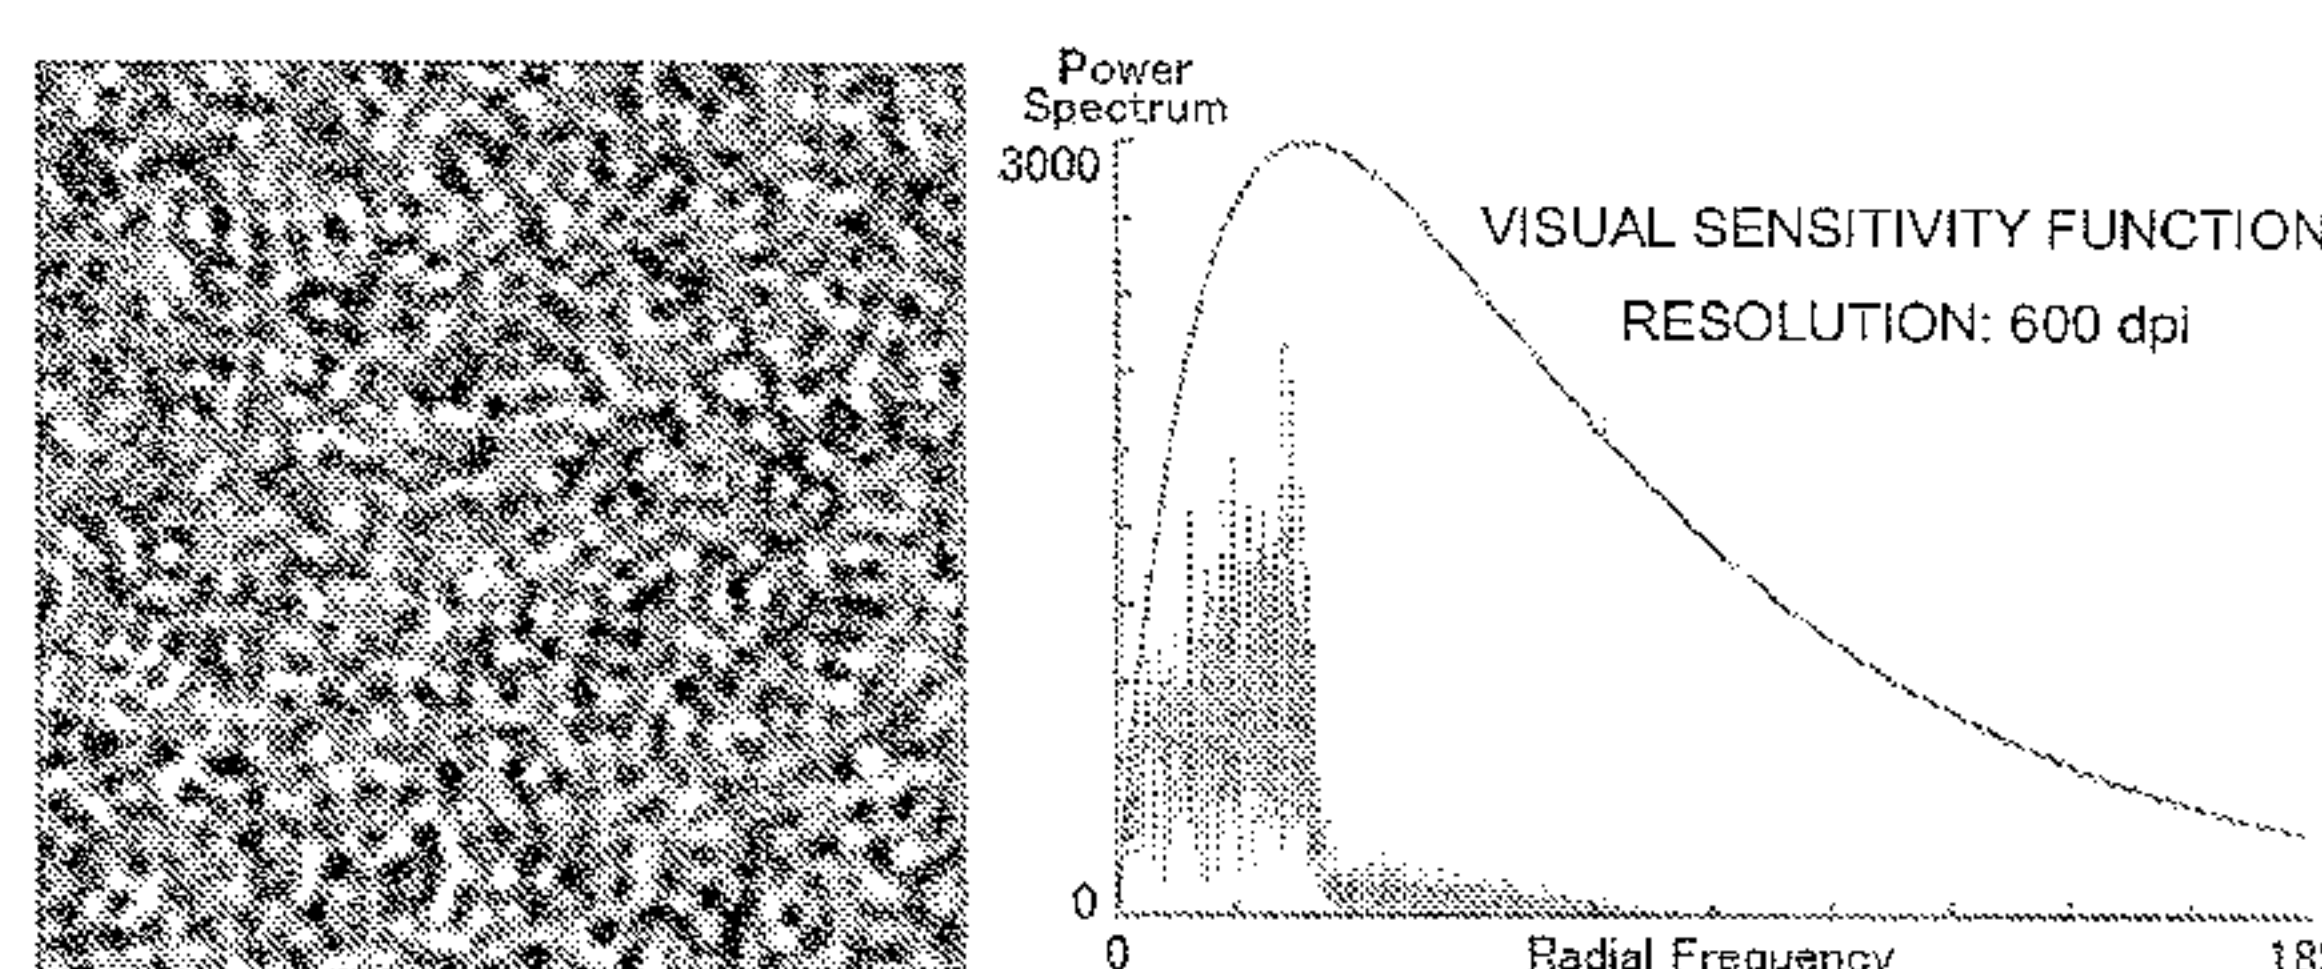 Power
Spectrum
3000
VISUAL SENSITIVITY FUNCTION
RESOLUTION: 600 dpi
0
0
Radial Frequency